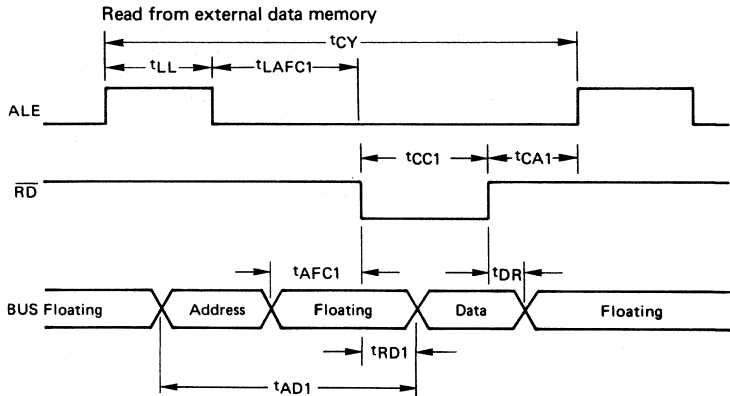 Read from external data memory
tCY
tLL
tLAFC1
ALE
tCC1
tCA1
RD
tAFC1
tDR
BUS Floating
Address
Floating
Data
Floating
tRD1
tAD1